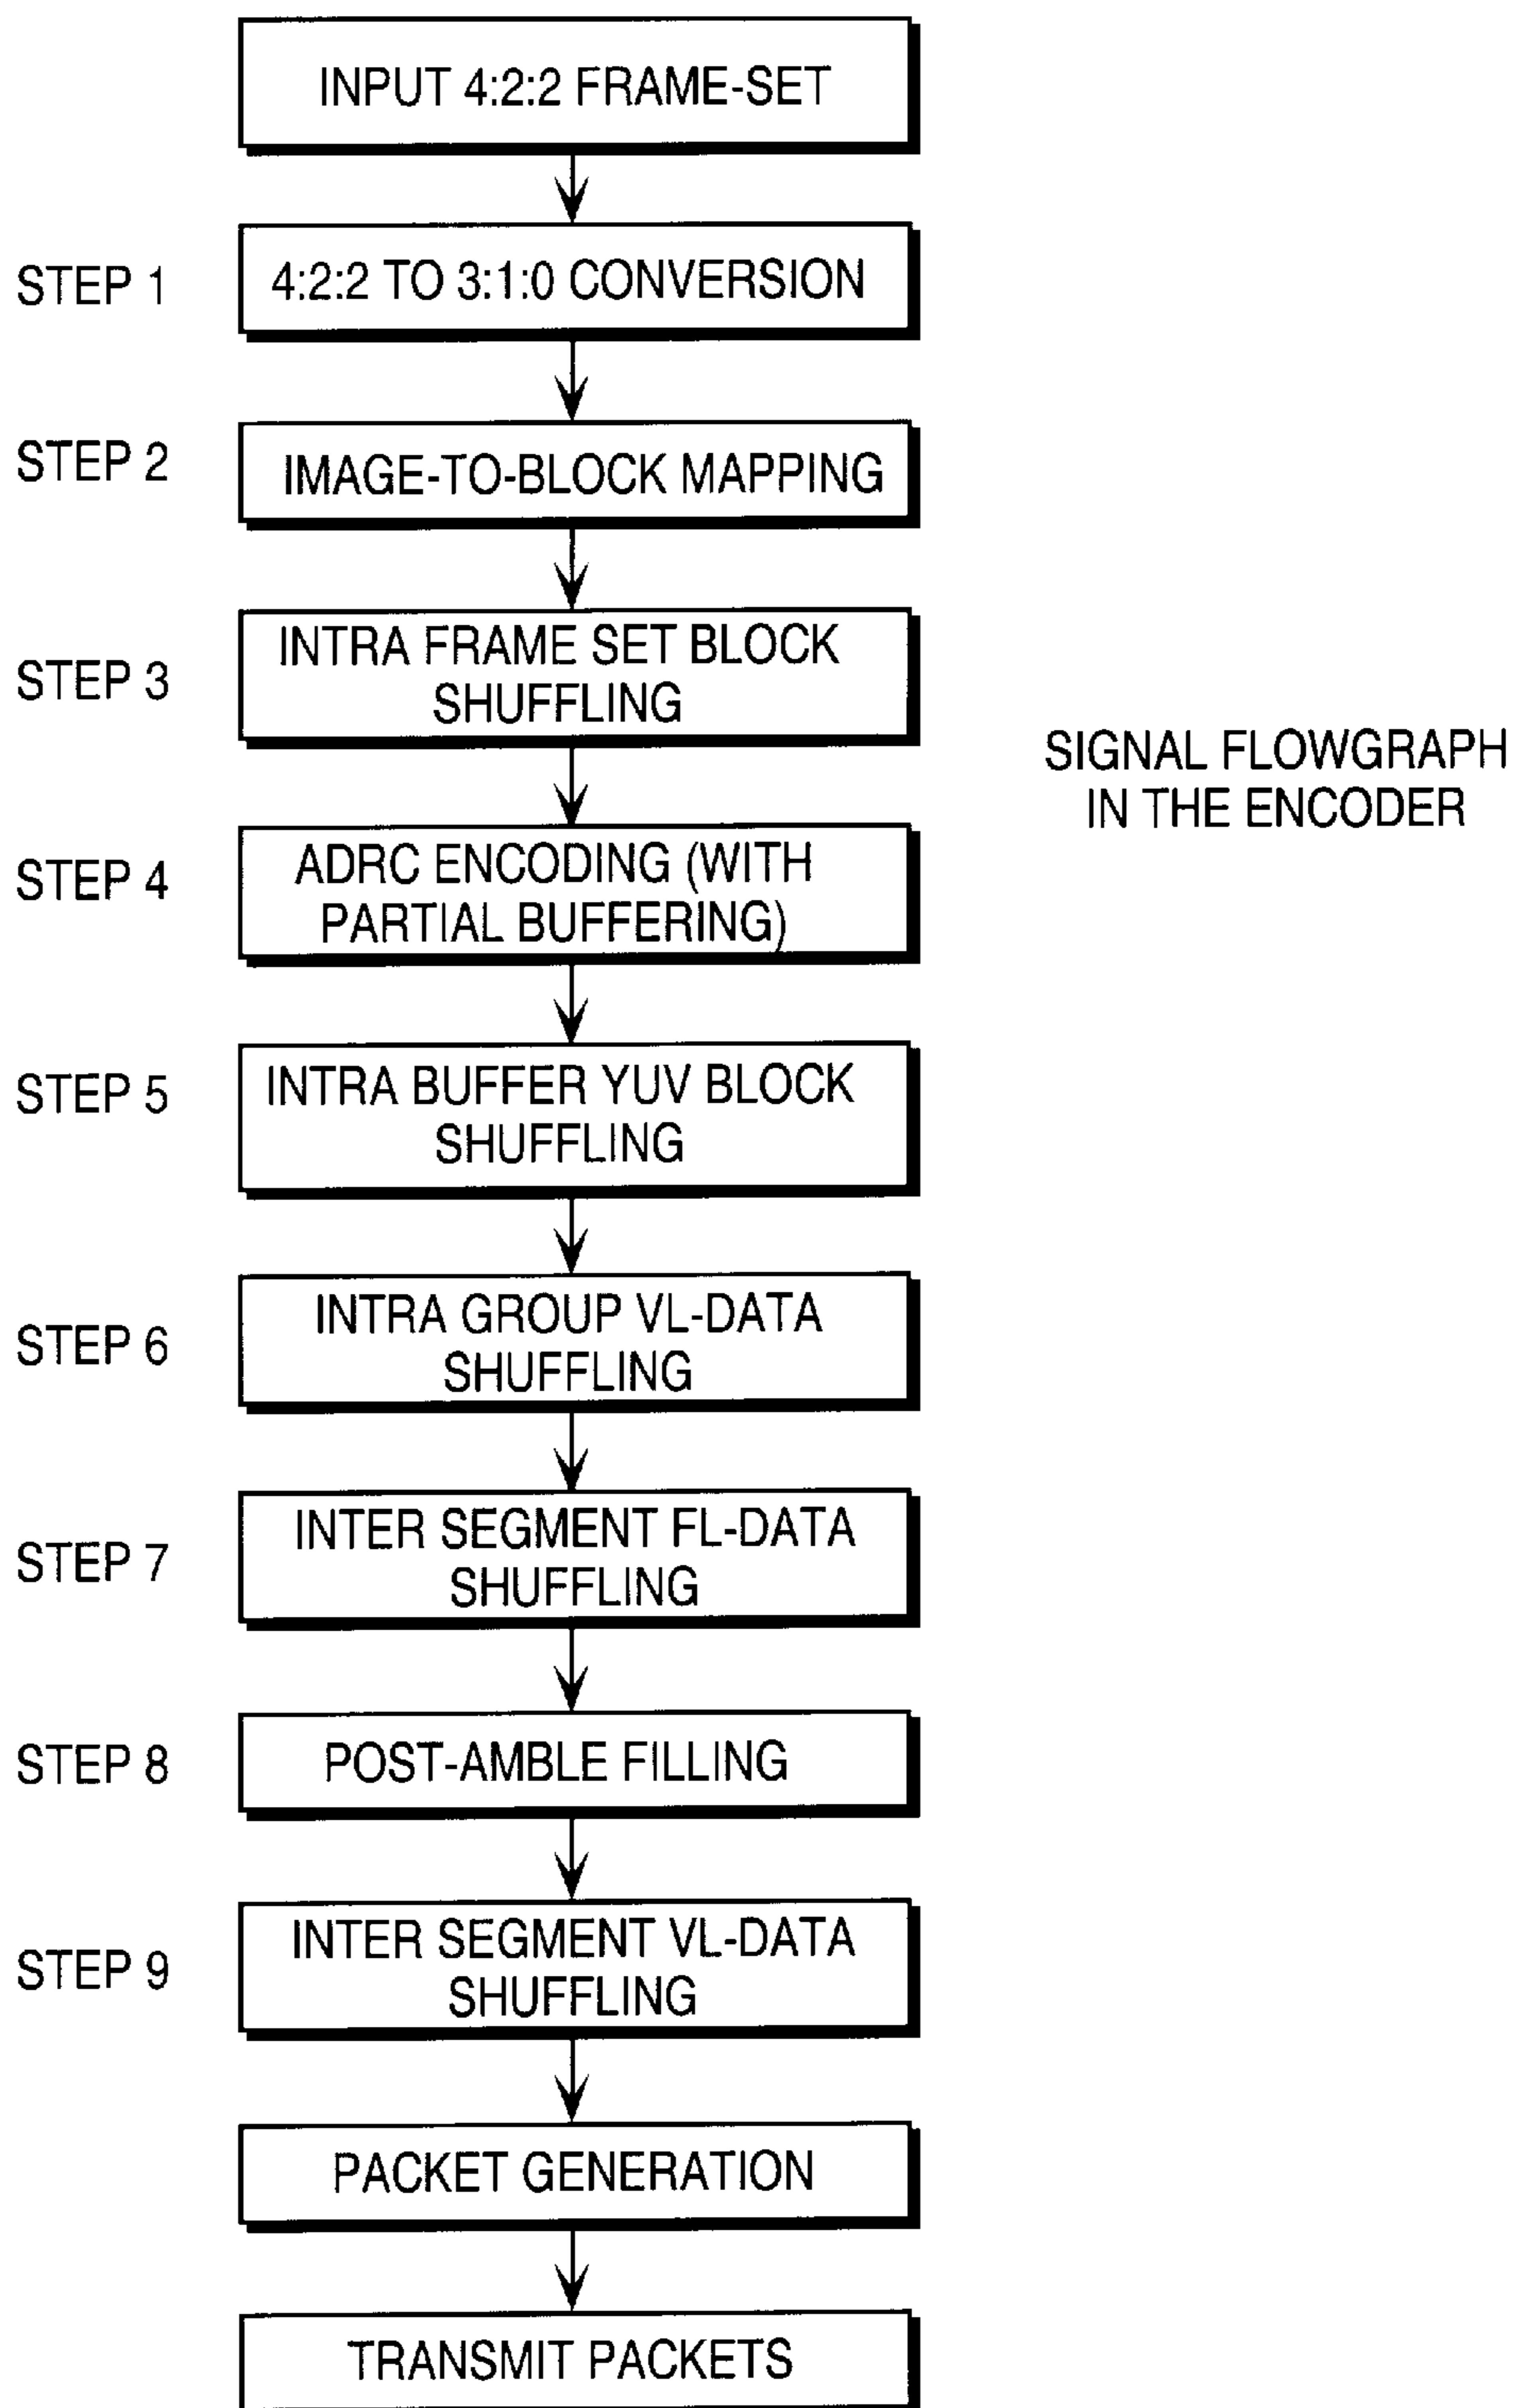 INPUT 4:2:2 FRAME-SET
STEP 1
4:2:2 TO 3:1:0 CONVERSION
STEP 2
IMAGE-TO-BLOCK MAPPING
STEP 3
INTRA FRAME SET BLOCK
SHUFFLING
SIGNAL FLOWGRAPH
IN THE ENCODER
STEP 4
ADRC ENCODING (WITH
PARTIAL BUFFERING)
STEP 5
INTRA BUFFER YUV BLOCK
SHUFFLING
STEP 6
INTRA GROUP VL-DATA
SHUFFLING
STEP 7
INTER SEGMENT FL-DATA
SHUFFLING
STEP 8
POST-AMBLE FILLING
STEP 9
INTER SEGMENT VL-DATA
SHUFFLING
PACKET GENERATION
TRANSMIT PACKETS